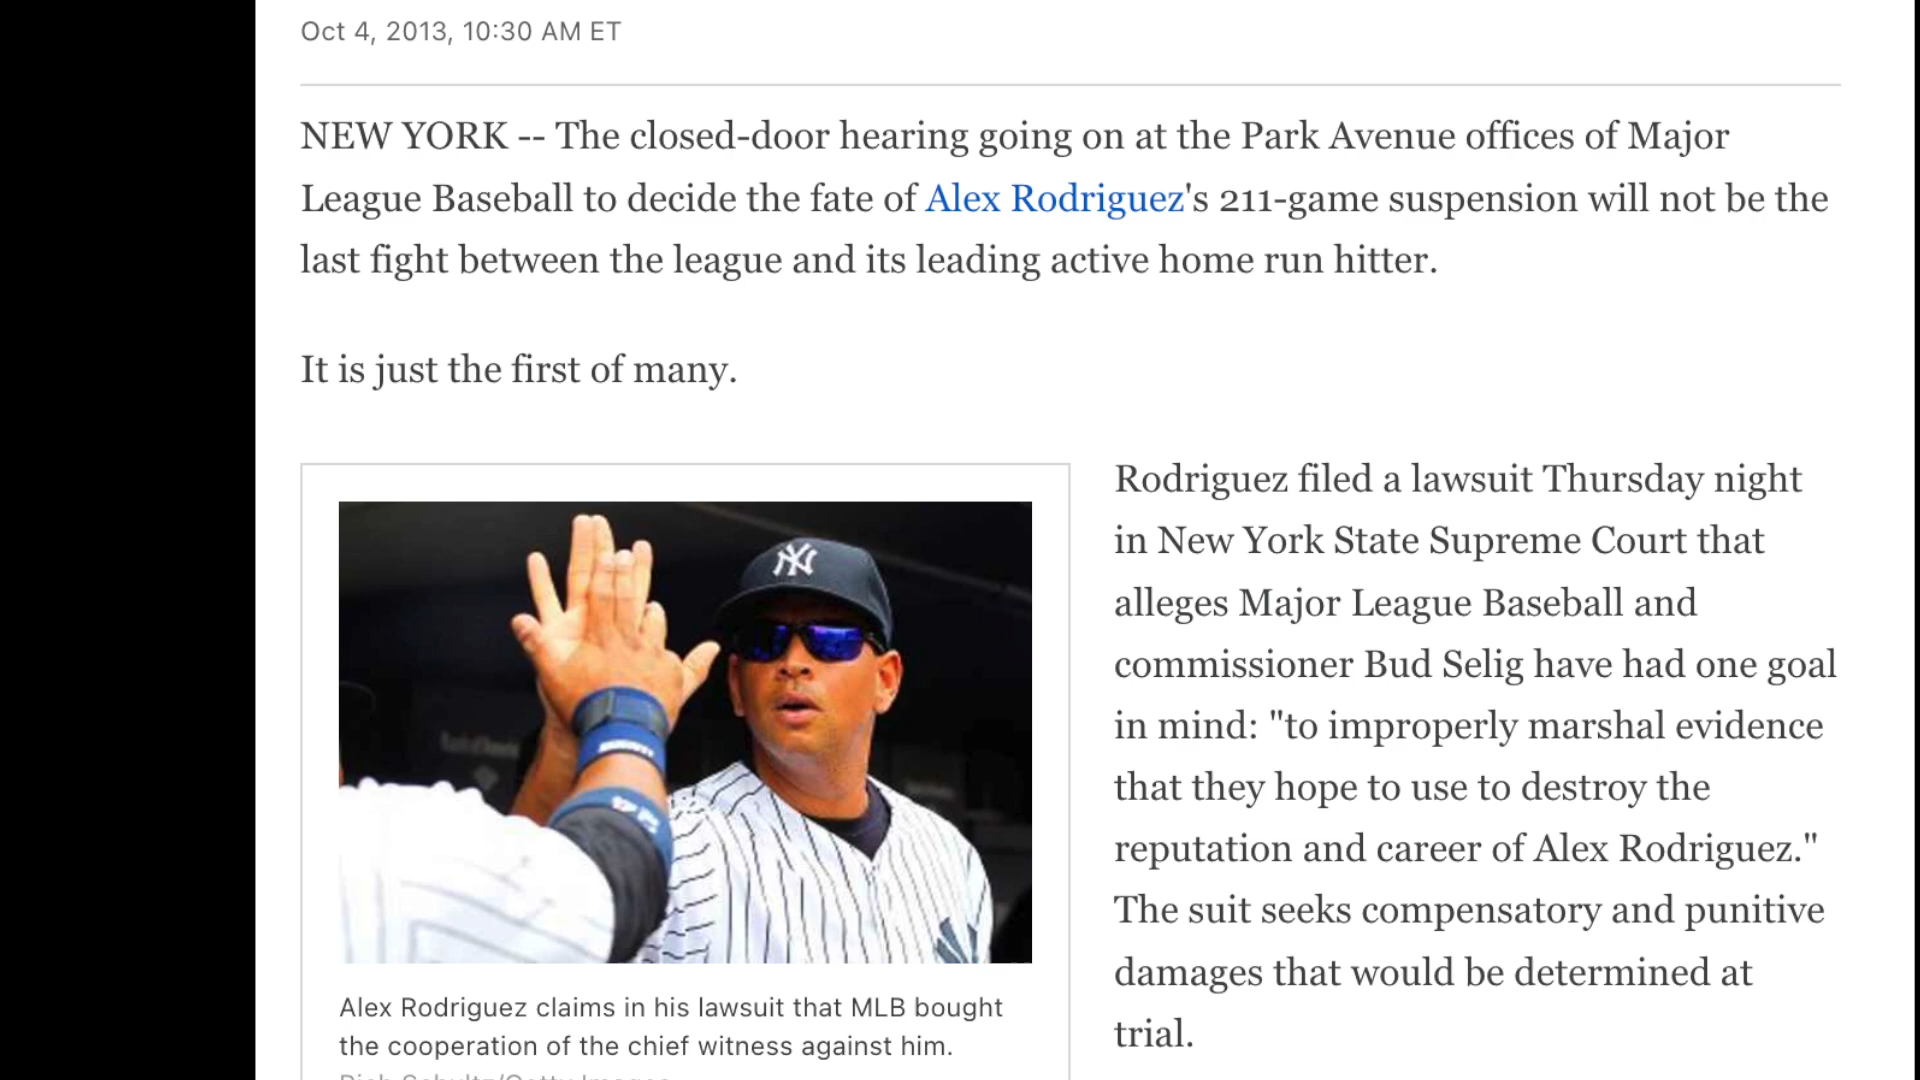 Oct 4, 2013, 10:30 AM ET
NEW YORK -- The closed-door hearing going on at the Park Avenue offices of Major
League Baseball to decide the fate of Alex Rodriguez's 211-game suspension will not be the
last fight between the league and its leading active home run hitter.
It is just the first of many.
NY
Alex Rodriguez claims in his lawsuit that MLB bought
the cooperation of the chief witness against him.
Rodriguez filed a lawsuit Thursday night
in New York State Supreme Court that
alleges Major League Baseball and
commissioner Bud Selig have had one goal
in mind: "to improperly marshal evidence
that they hope to use to destroy the
reputation and career of Alex Rodriguez."
The suit seeks compensatory and punitive
damages that would be determined at
trial.